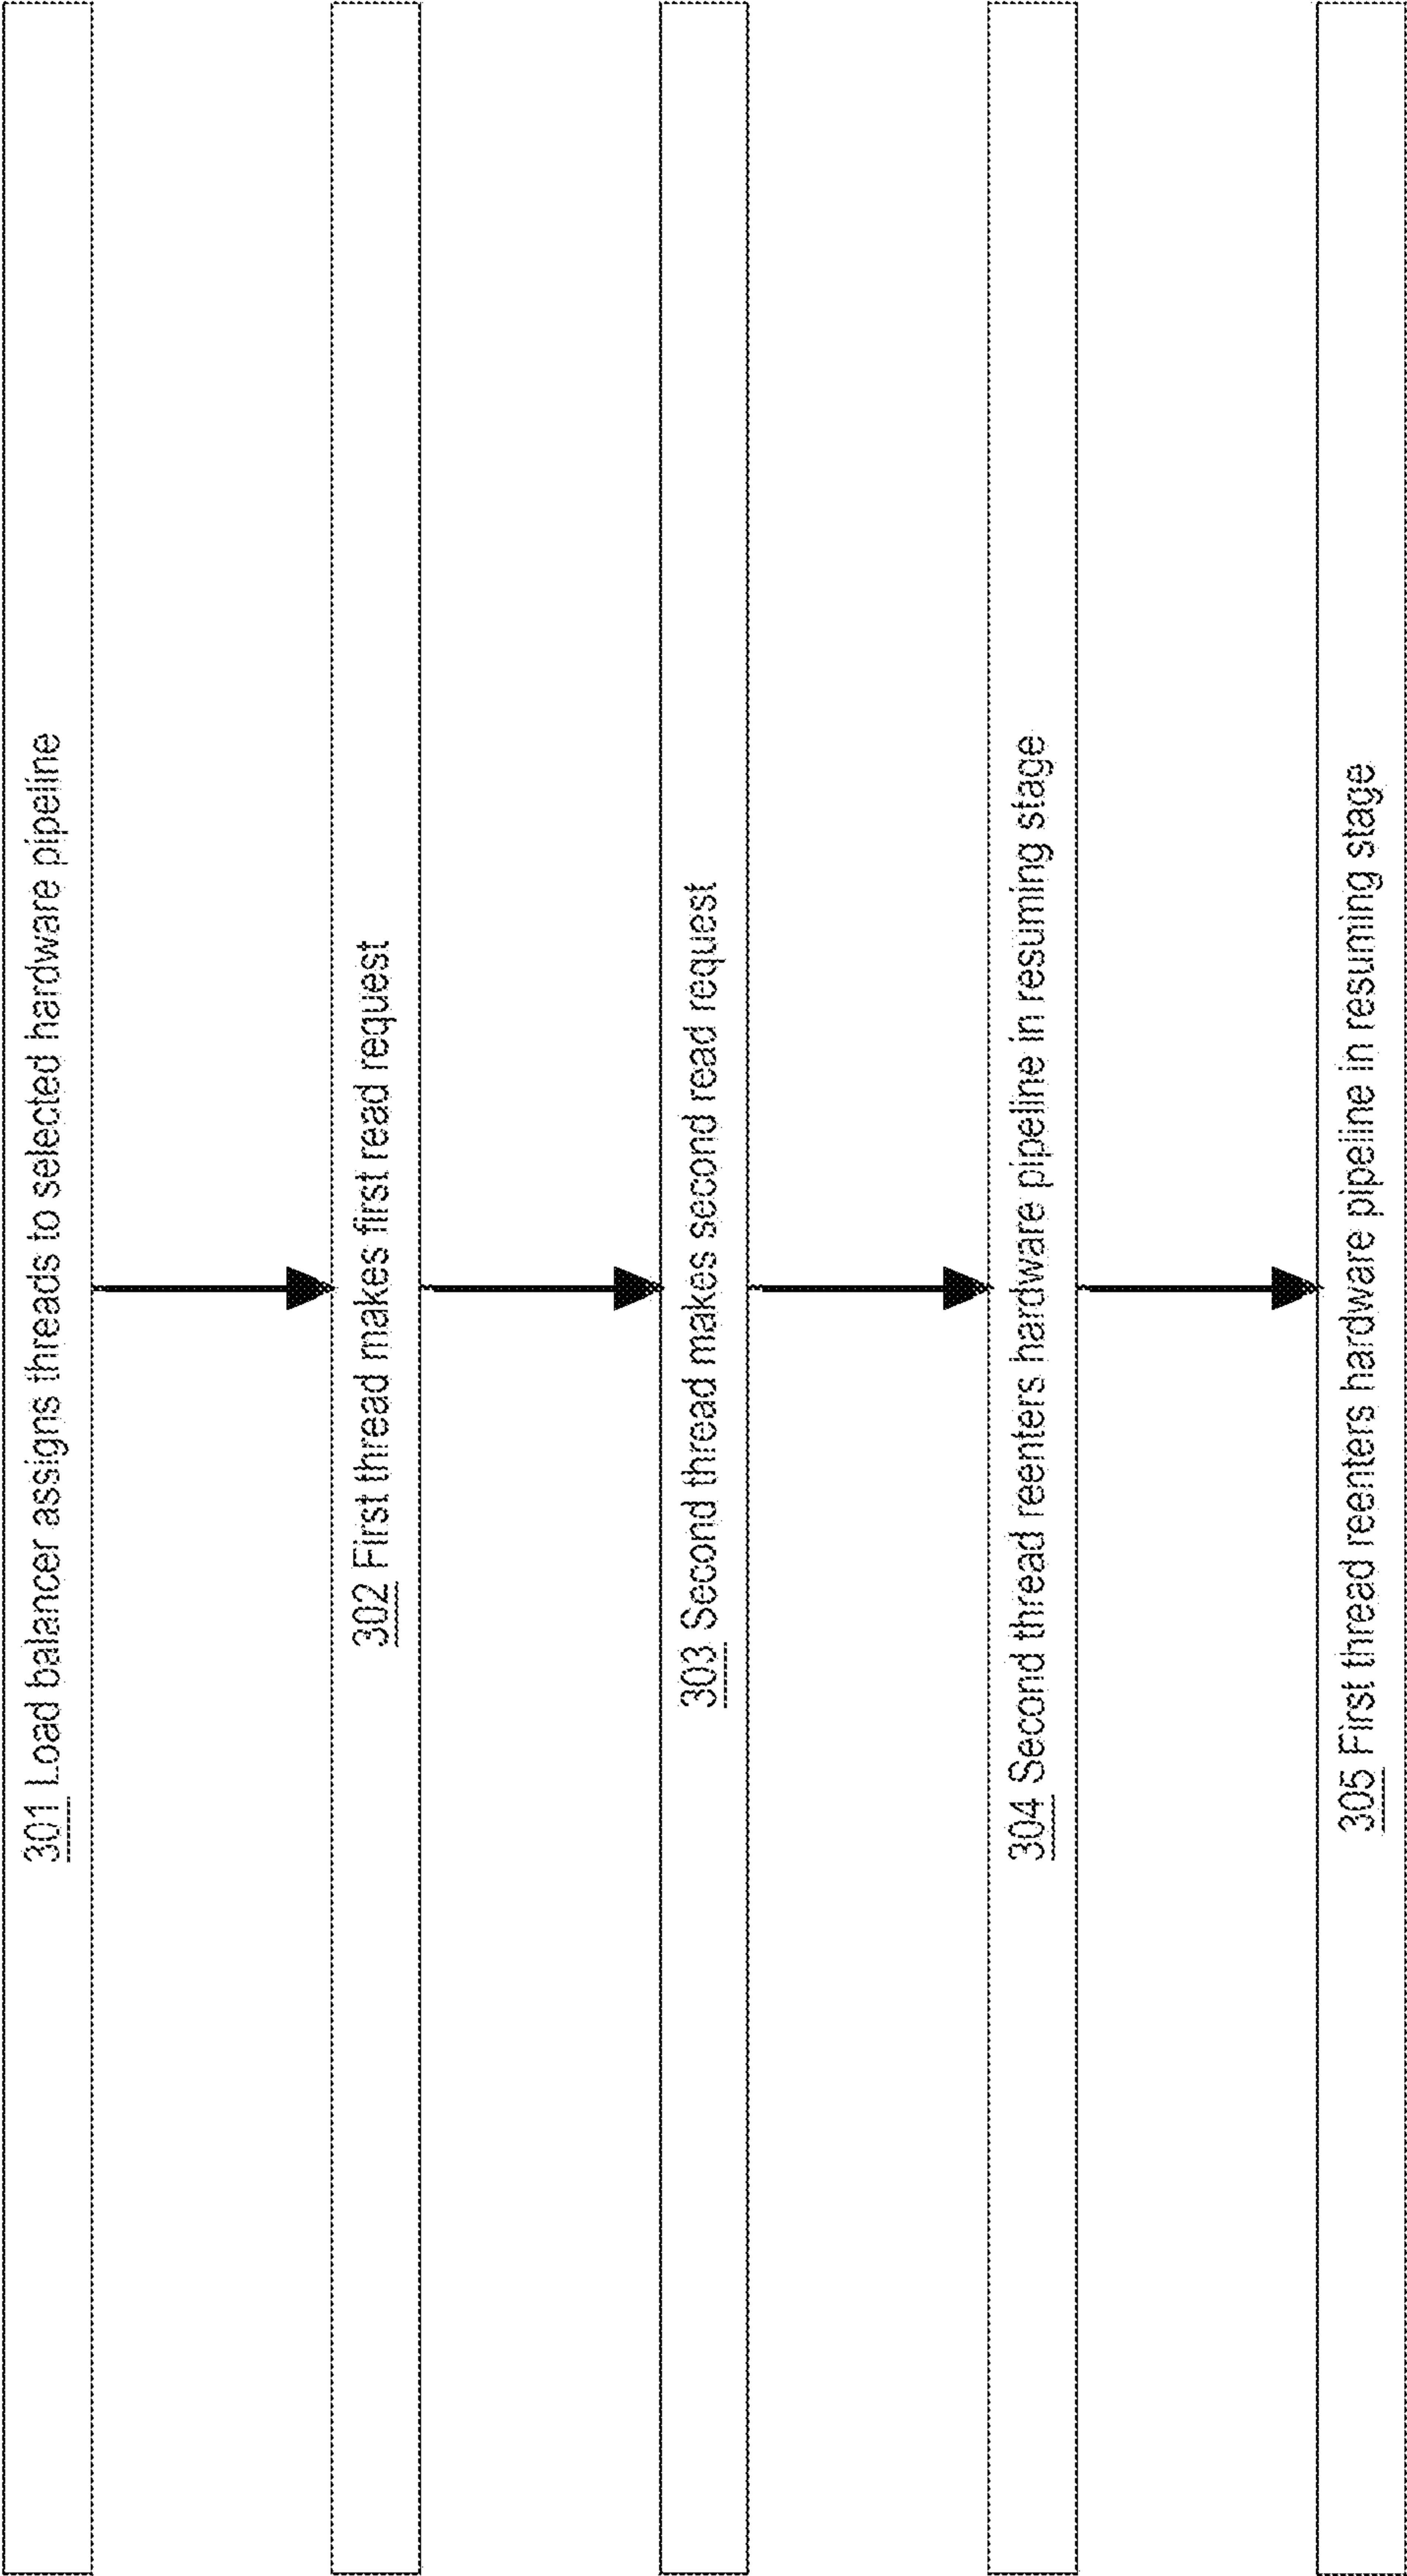 301 Load balancer assigns threads to selected hardware pipeline
302 First thread makes first read request
303 Second thread makes second read request
304 Second thread reenters hardware pipeline in resuming stage
305 First thread reenters hardware pipeline in resuming stage